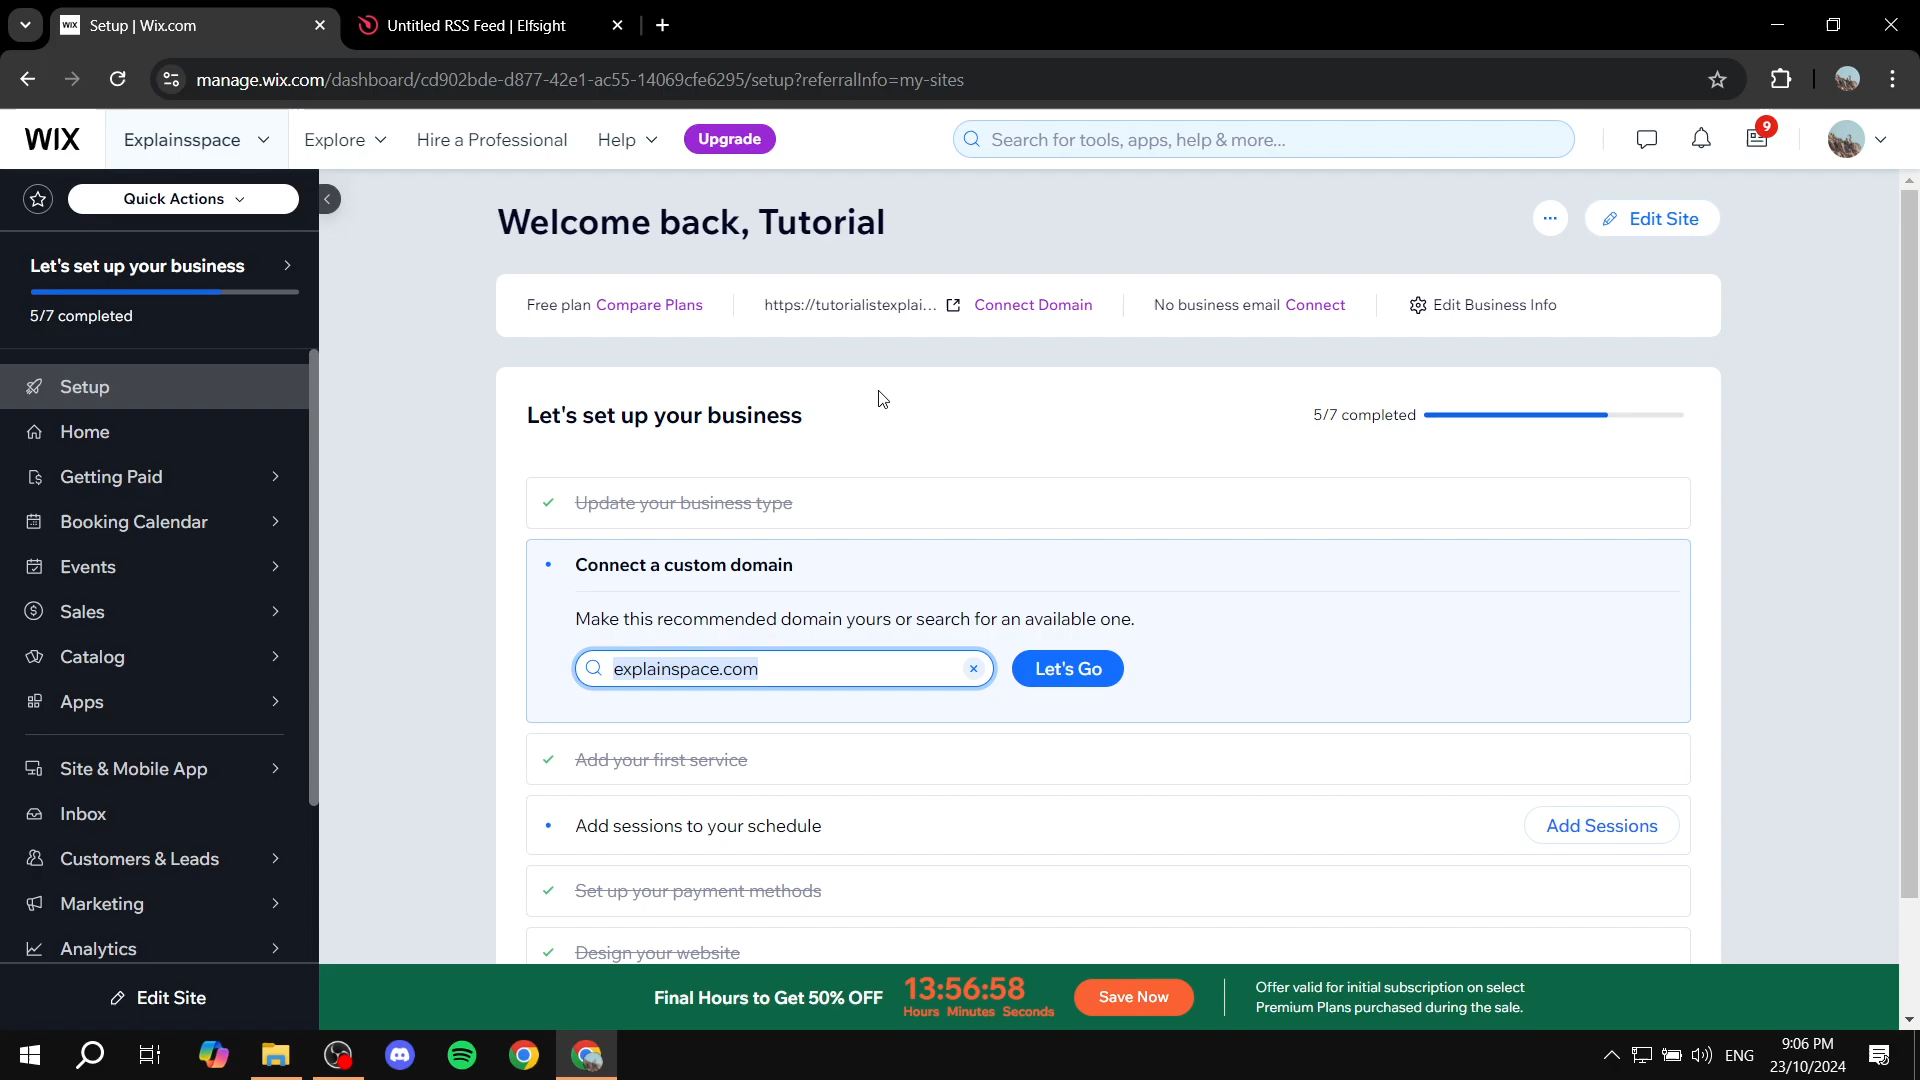 Setup | Wix.com
Untitled RSS Feed | Elfsight
manage.wix.com/dashboard/cd902bde-d877-42e1-ac55-14069cfe6295/setup?referralInfo=my-sites
WIX
Explainsspace
Explore
Hire a Professional
Help
Upgrade
Search for tools, apps, help & more...
9
Quick Actions
Let's set up your business
5/7 completed
Setup
Home
Getting Paid
Booking Calendar
Events
Sales
Catalog
Apps
Site & Mobile App
Inbox
Customers & Leads
Marketing
Analytics
Edit Site
Welcome back, Tutorial
Edit Site
Free plan Compare Plans
https://tutorialistexplai... Connect Domain
No business email Connect
Edit Business Info
Let's set up your business
5/7 completed
Update your business type
Connect a custom domain
Make this recommended domain yours or search for an available one.
explainspace.com
Let's Go
Add your first service
Add sessions to your schedule
Add Sessions
Set up your payment methods
Design your website
Final Hours to Get 50% OFF
13:56:58
Hours Minutes Seconds
Save Now
Offer valid for initial subscription on select
Premium Plans purchased during the sale.
ENG
9:06 PM
23/10/2024